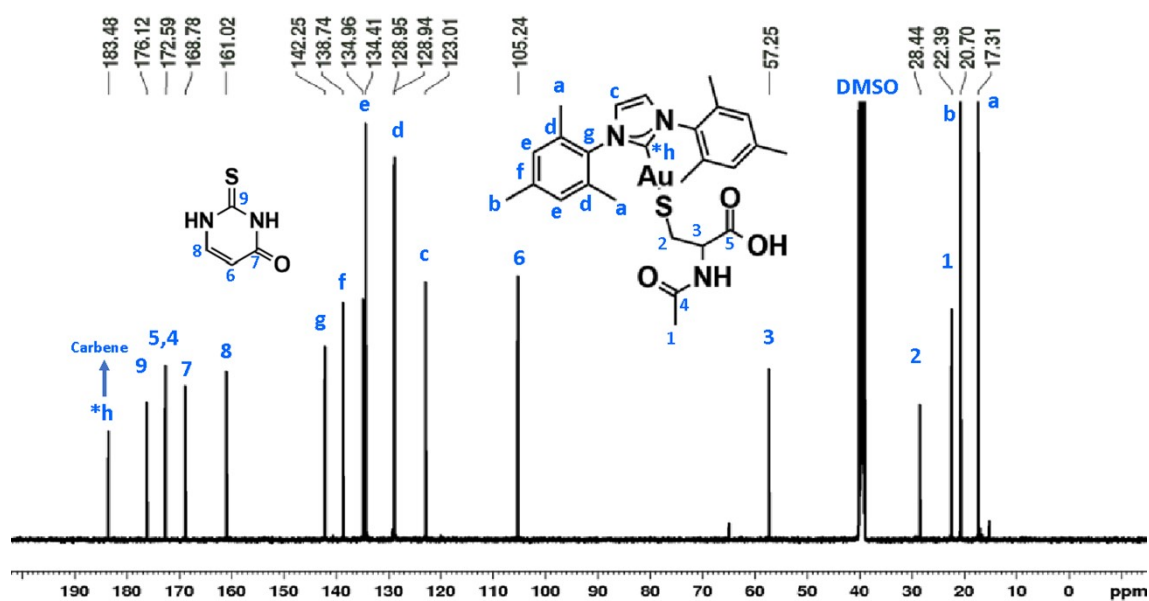 183.48
176.12
172.59
168.78
161.02
142.25
138.74
134.96
134.41
128.95
128.94
123.01
105.24
57.25
28.44
22.39
20.70
17.31
e
d
DMSO
b
a
a
c
d
g
N
N
e
*h
f
Au
b
e
d
a
S
O
3
2
5
OH
O
NH
4
1
S
9
HN
NH
8
7
O
6
c
6
1
f
g
5,4
3
Carbene
9
7
8
2
*h
190 180 170 160 150 140 130 120 110 100 90 80 70 60 50 40 30 20 10 0 ppm